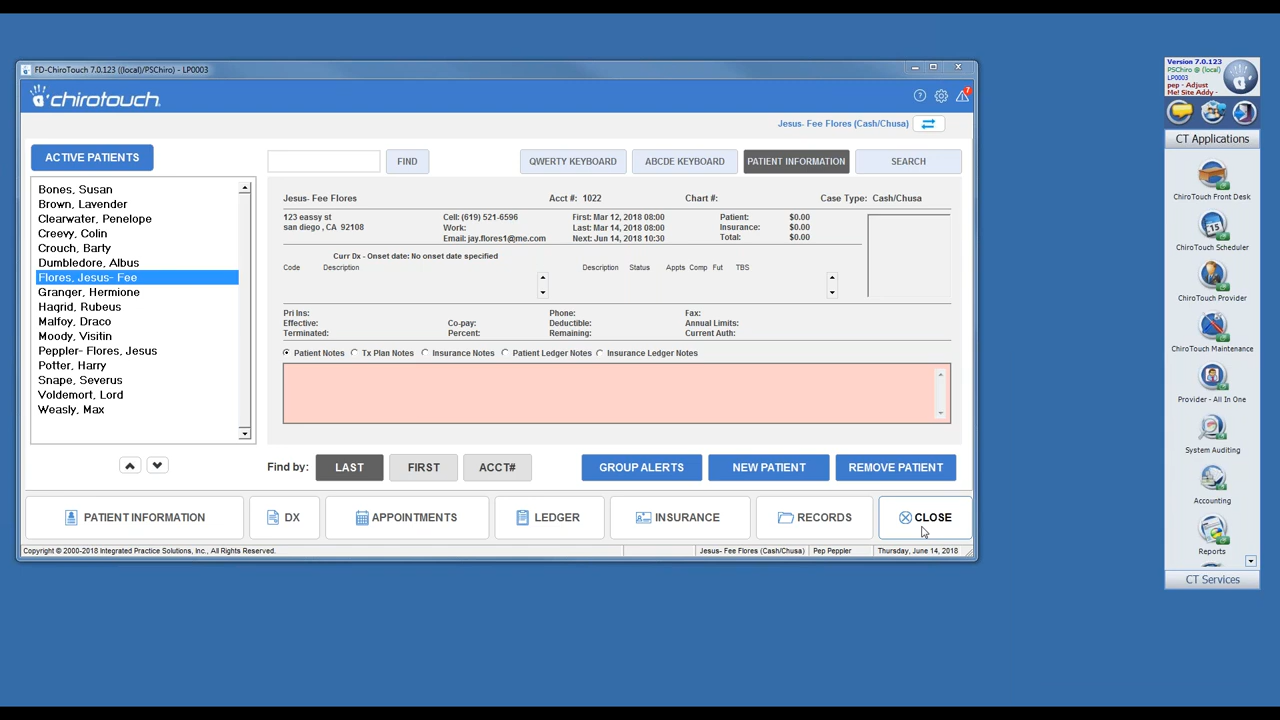 FD-ChiroTouch 7.0.123 ((local)/PSChiro) - LP0003
chirotouch
7
Jesus- Fee Flores (Cash/Chusa)
ACTIVE PATIENTS
FIND
QWERTY KEYBOARD
ABCDE KEYBOARD
PATIENT INFORMATION
SEARCH
Bones, Susan
Brown, Lavender
Clearwater, Penelope
Creevy, Colin
Crouch, Barty
Dumbledore, Albus
Flores, Jesus- Fee
Granger, Hermione
Hagrid, Rubeus
Malfoy, Draco
Moody, Visitin
Peppler- Flores, Jesus
Potter, Harry
Snape, Severus
Voldemort, Lord
Weasly, Max
Jesus- Fee Flores Acct #: 1022 Chart #: Case Type: Cash/Chusa
123 eassy st Cell: (619) 521-6596 First: Mar 12, 2018 08:00 Patient: $0.00
san diego , CA 92108 Work: Last: Mar 14, 2018 08:00 Insurance: $0.00
Email: jay.flores1@me.com Next: Jun 14, 2018 10:30 Total: $0.00
Curr Dx - Onset date: No onset date specified
Code Description Description Status Appts Comp Fut TBS
Pri Ins: Phone: Fax:
Effective: Co-pay: Deductible: Annual Limits:
Terminated: Percent: Remaining: Current Auth:
Patient Notes Tx Plan Notes Insurance Notes Patient Ledger Notes Insurance Ledger Notes
Find by: LAST FIRST ACCT# GROUP ALERTS NEW PATIENT REMOVE PATIENT
PATIENT INFORMATION DX APPOINTMENTS LEDGER INSURANCE RECORDS CLOSE
Copyright © 2000-2018 Integrated Practice Solutions, Inc., All Rights Reserved. Jesus- Fee Flores (Cash/Chusa) Pep Peppler Thursday, June 14, 2018
Version 7.0.123
PSChiro @ (local)
LP0003
pep - Adjust
Me! Site Addy -
CT Applications
ChiroTouch Front Desk
ChiroTouch Scheduler
ChiroTouch Provider
ChiroTouch Maintenance
Provider - All In One
System Auditing
Accounting
Reports
CT Services